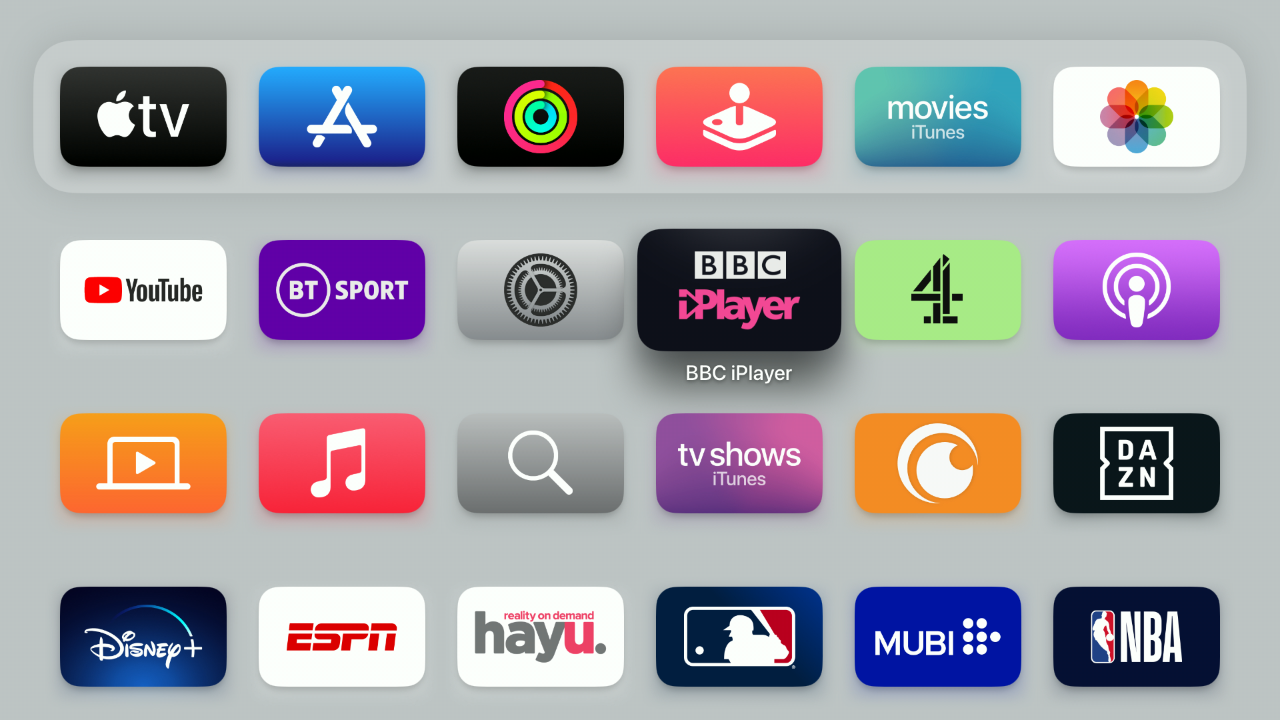 tv
movies
iTunes
YouTube
BT SPORT
BBC
iPlayer
4
BBC iPlayer
tv shows
iTunes
DA
ZN
Disney+
ESPN
reality on demand
hayu.
MUBI
NBA